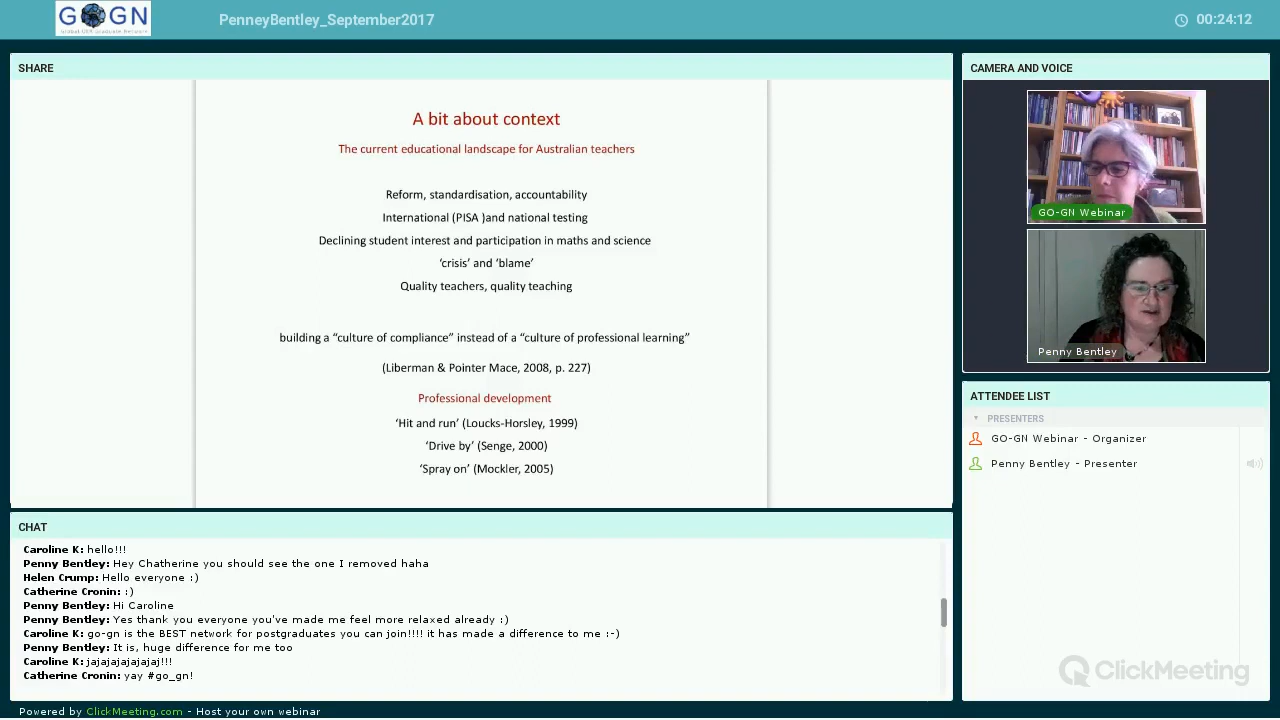 GO-GN
Global OER Graduate Network
PenneyBentley_September2017
00:24:12
SHARE
A bit about context
The current educational landscape for Australian teachers
Reform, standardisation, accountability
International (PISA )and national testing
Declining student interest and participation in maths and science
‘crisis’ and ‘blame’
Quality teachers, quality teaching
building a “culture of compliance” instead of a “culture of professional learning”
(Liberman & Pointer Mace, 2008, p. 227)
Professional development
‘Hit and run’ (Loucks-Horsley, 1999)
‘Drive by’ (Senge, 2000)
‘Spray on’ (Mockler, 2005)
CAMERA AND VOICE
GO-GN Webinar
Penny Bentley
ATTENDEE LIST
PRESENTERS
GO-GN Webinar - Organizer
Penny Bentley - Presenter
CHAT
Caroline K: hello!!!
Penny Bentley: Hey Chatherine you should see the one I removed haha
Helen Crump: Hello everyone :)
Catherine Cronin: :)
Penny Bentley: Hi Caroline
Penny Bentley: Yes thank you everyone you've made me feel more relaxed already :)
Caroline K: go-gn is the BEST network for postgraduates you can join!!!! it has made a difference to me :-)
Penny Bentley: It is, huge difference for me too
Caroline K: jajajajajajajaj!!!
Catherine Cronin: yay #go_gn!
ClickMeeting
Powered by ClickMeeting.com - Host your own webinar